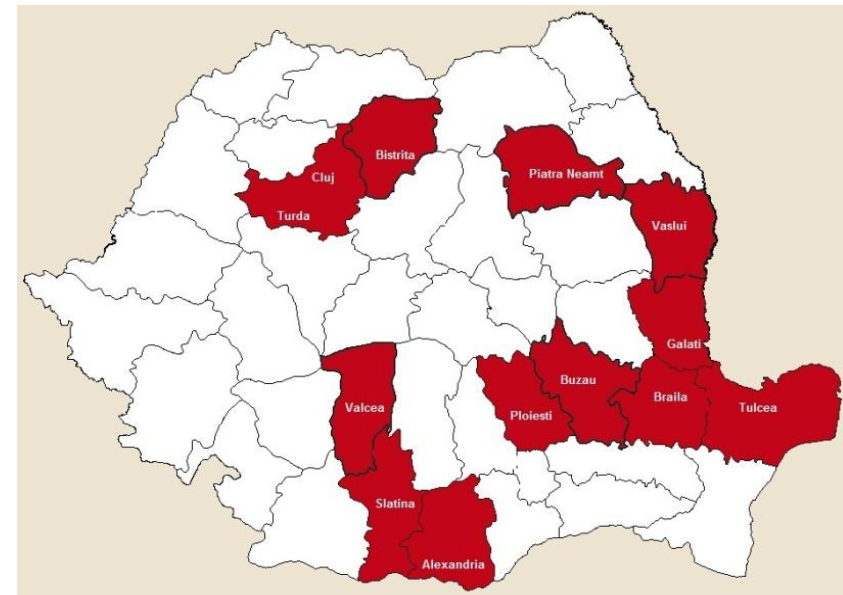 Bistrita
Cluj
Piatra Neamt
Turda
Vaslui
Galati
Buzau
Braila
Valcea
Ploiesti
Tulcea
Slatina
Alexandria